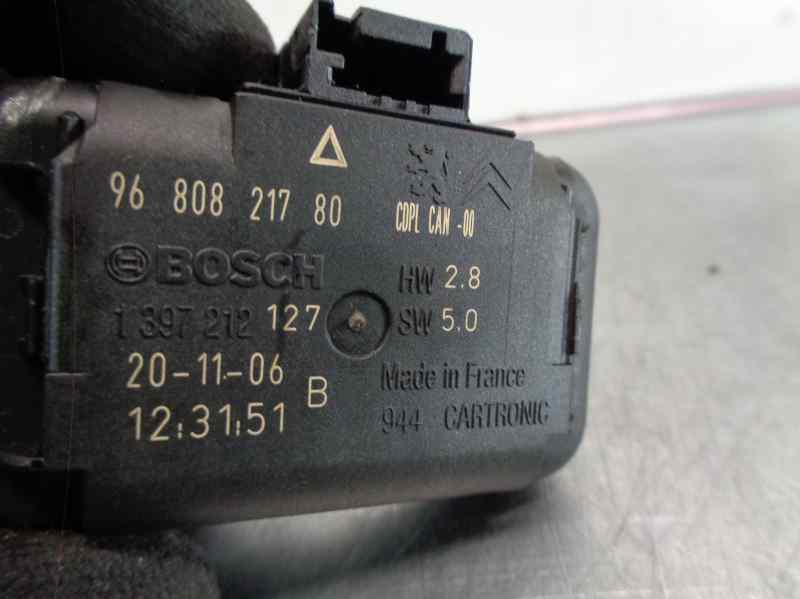 96 808 217 80
CDPL CAN -00
BOSCH
HW 2.8
1 397 212 127
SW 5.0
20-11-06
B
12:31:51
Made in France
944 CARTRONIC